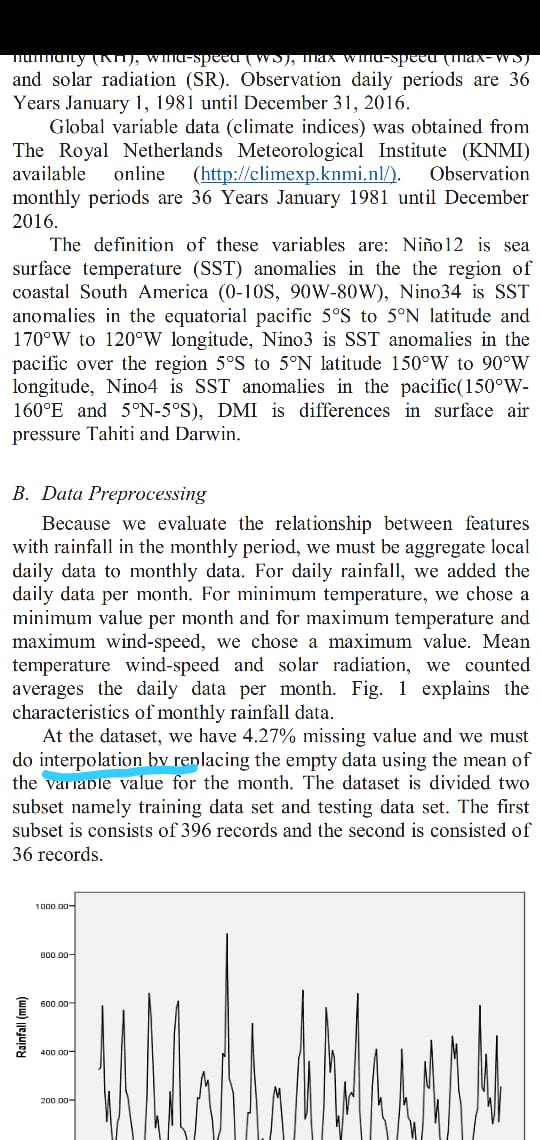 humidity (RH), wind-speed (WS), max wind-speed (max-WS)
and solar radiation (SR). Observation daily periods are 36
Years January 1, 1981 until December 31, 2016.
Global variable data (climate indices) was obtained from
The Royal Netherlands Meteorological Institute (KNMI)
available online (http://climexp.knmi.nl/). Observation
monthly periods are 36 Years January 1981 until December
2016.
The definition of these variables are: Niño12 is sea
surface temperature (SST) anomalies in the the region of
coastal South America (0-10S, 90W-80W), Nino34 is SST
anomalies in the equatorial pacific 5°S to 5°N latitude and
170°W to 120°W longitude, Nino3 is SST anomalies in the
pacific over the region 5°S to 5°N latitude 150°W to 90°W
longitude, Nino4 is SST anomalies in the pacific(150°W-
160°E and 5°N-5°S), DMI is differences in surface air
pressure Tahiti and Darwin.
B. Data Preprocessing
Because we evaluate the relationship between features
with rainfall in the monthly period, we must be aggregate local
daily data to monthly data. For daily rainfall, we added the
daily data per month. For minimum temperature, we chose a
minimum value per month and for maximum temperature and
maximum wind-speed, we chose a maximum value. Mean
temperature wind-speed and solar radiation, we counted
averages the daily data per month. Fig. 1 explains the
characteristics of monthly rainfall data.
At the dataset, we have 4.27% missing value and we must
do interpolation by replacing the empty data using the mean of
the variable value for the month. The dataset is divided two
subset namely training data set and testing data set. The first
subset is consists of 396 records and the second is consisted of
36 records.
1000.00
800.00
600.00
400.00
200.00
Rainfall (mm)